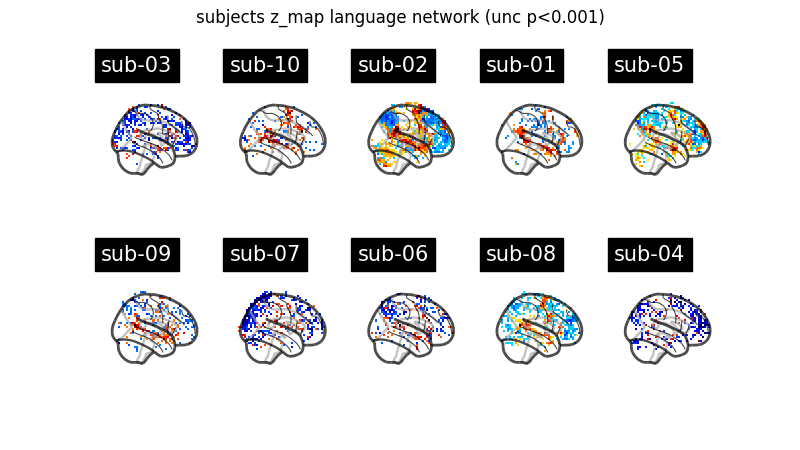 subjects z_map language network (unc p<0.001)
sub-03 sub-10 sub-02 sub-01 sub-05
sub-09 sub-07 sub-06 sub-08 sub-04